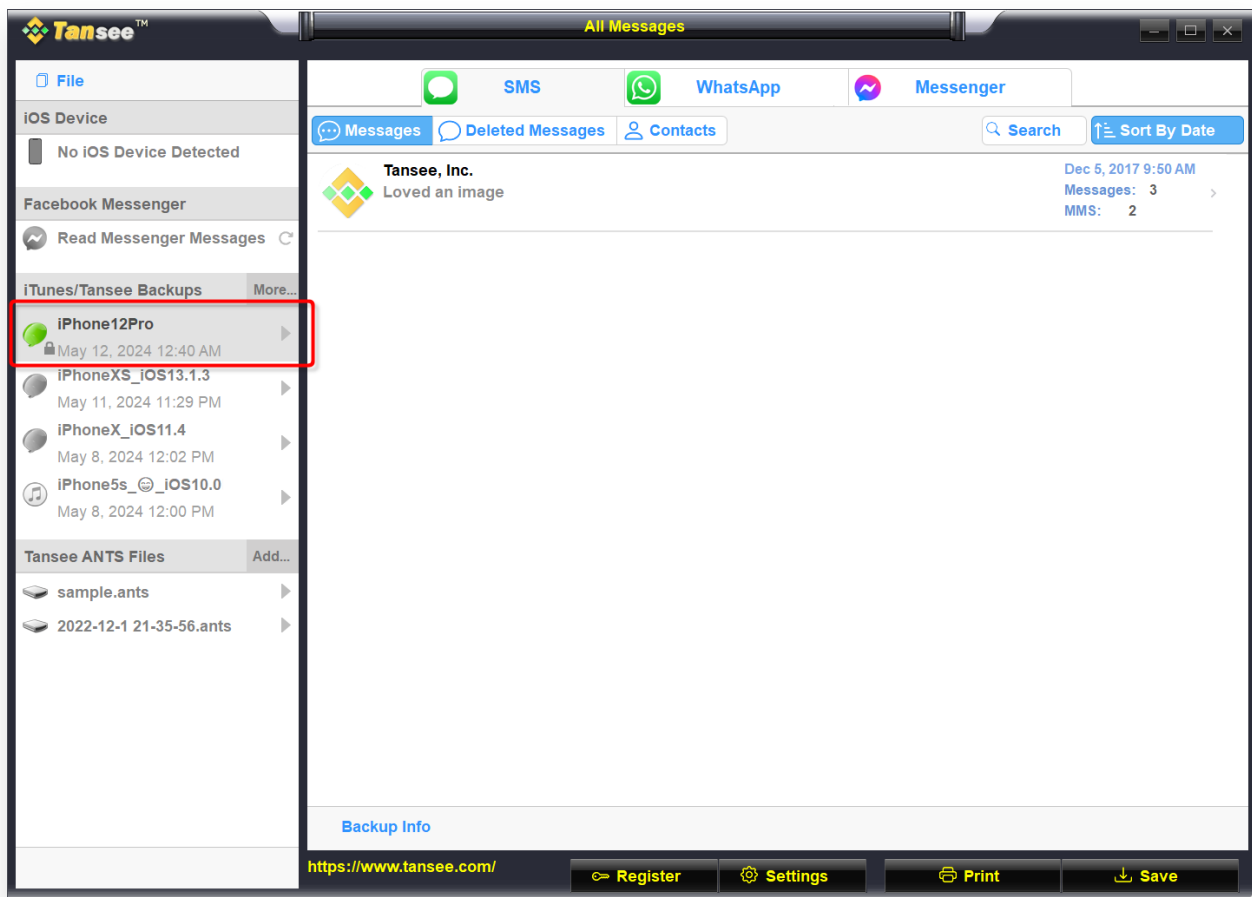 Tansee™
All Messages
File
iOS Device
No iOS Device Detected
Facebook Messenger
Read Messenger Messages
iTunes/Tansee Backups More...
iPhone12Pro
May 12, 2024 12:40 AM
iPhoneXS_iOS13.1.3
May 11, 2024 11:29 PM
iPhoneX_iOS11.4
May 8, 2024 12:02 PM
iPhone5s_😄_iOS10.0
May 8, 2024 12:00 PM
Tansee ANTS Files Add...
sample.ants
2022-12-1 21-35-56.ants
SMS WhatsApp Messenger
Messages Deleted Messages Contacts Search Sort By Date
Tansee, Inc. Dec 5, 2017 9:50 AM
Loved an image Messages: 3
MMS: 2
Backup Info
https://www.tansee.com/ Register Settings Print Save